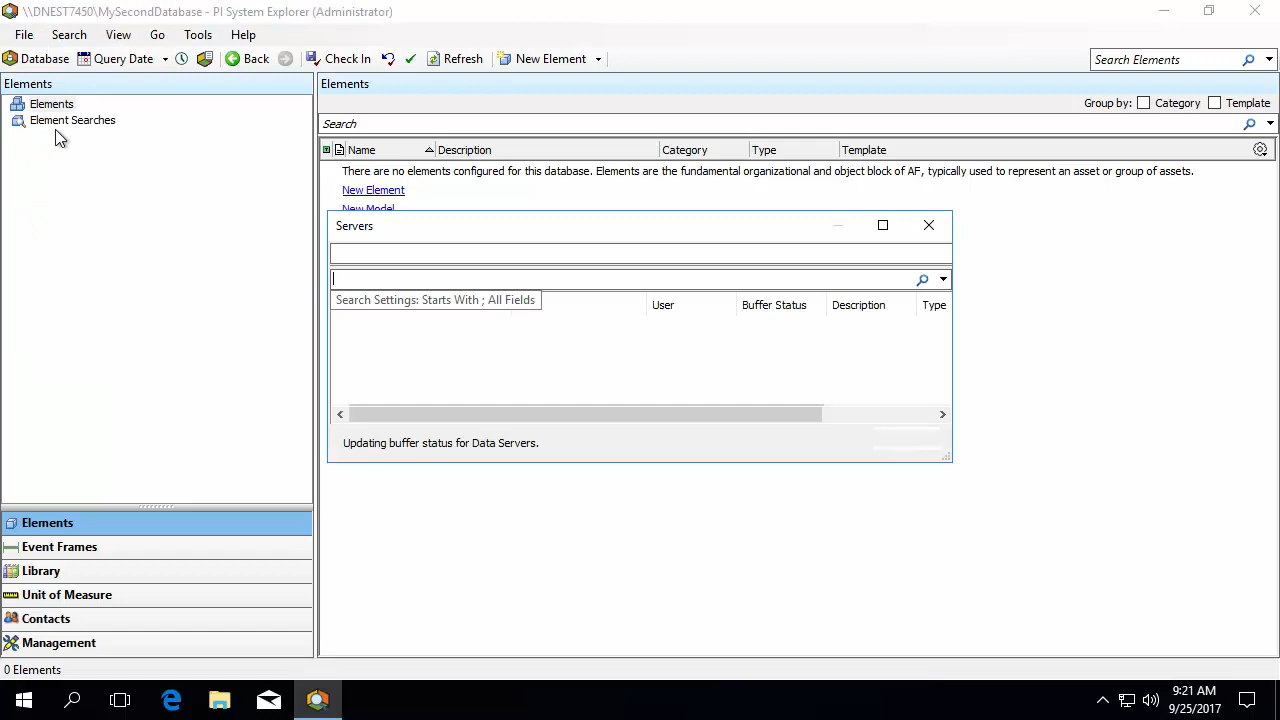 \\DNEST7450\MySecondDatabase - PI System Explorer (Administrator)
File Search View Go Tools Help
Database Query Date Back Check In Refresh New Element Search Elements
Elements
Elements
Element Searches
Elements
Group by: Category Template
Search
Name Description Category Type Template
There are no elements configured for this database. Elements are the fundamental organizational and object block of AF, typically used to represent an asset or group of assets.
New Element
New Model
Servers
Search Settings: Starts With ; All Fields
User Buffer Status Description Type
Updating buffer status for Data Servers.
Elements
Event Frames
Library
Unit of Measure
Contacts
Management
0 Elements
9:21 AM
9/25/2017